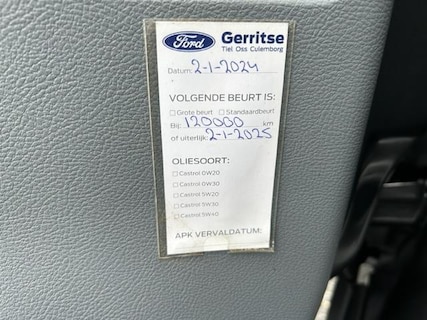 Ford Gerritse
Tiel Oss Culemborg
Datum: 2-1-2024
VOLGENDE BEURT IS:
Grote beurt Standaardbeurt
Bij: 120000 km
of uiterlijk: 2-1-2025
OLIESOORT:
Castrol 0W20
Castrol 0W30
Castrol 5W20
Castrol 5W30
Castrol 5W40
APK VERVALDATUM: